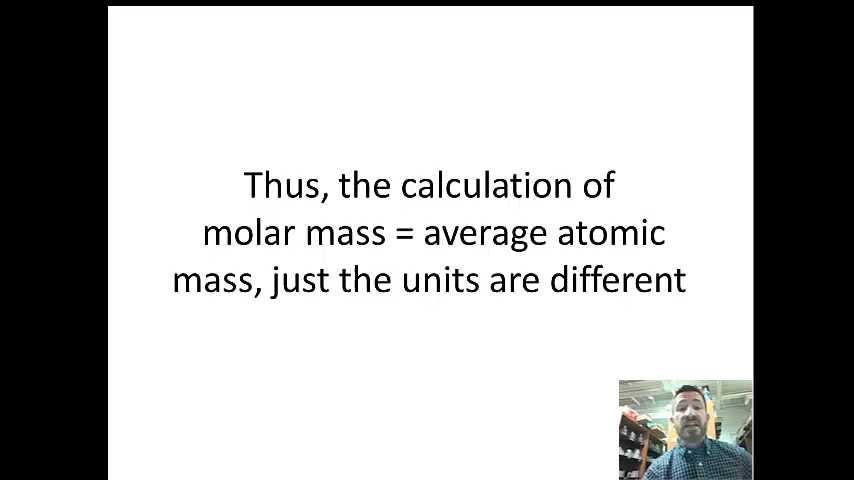 Thus, the calculation of
molar mass = average atomic
mass, just the units are different